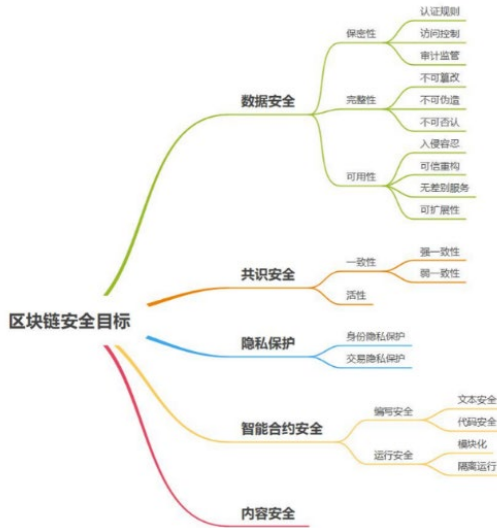 区块链安全目标
数据安全
保密性
认证规则
访问控制
审计监管
完整性
不可篡改
不可伪造
不可否认
可用性
入侵容忍
可信重构
无差别服务
可扩展性
共识安全
一致性
强一致性
弱一致性
活性
隐私保护
身份隐私保护
交易隐私保护
智能合约安全
编写安全
文本安全
代码安全
运行安全
模块化
隔离运行
内容安全